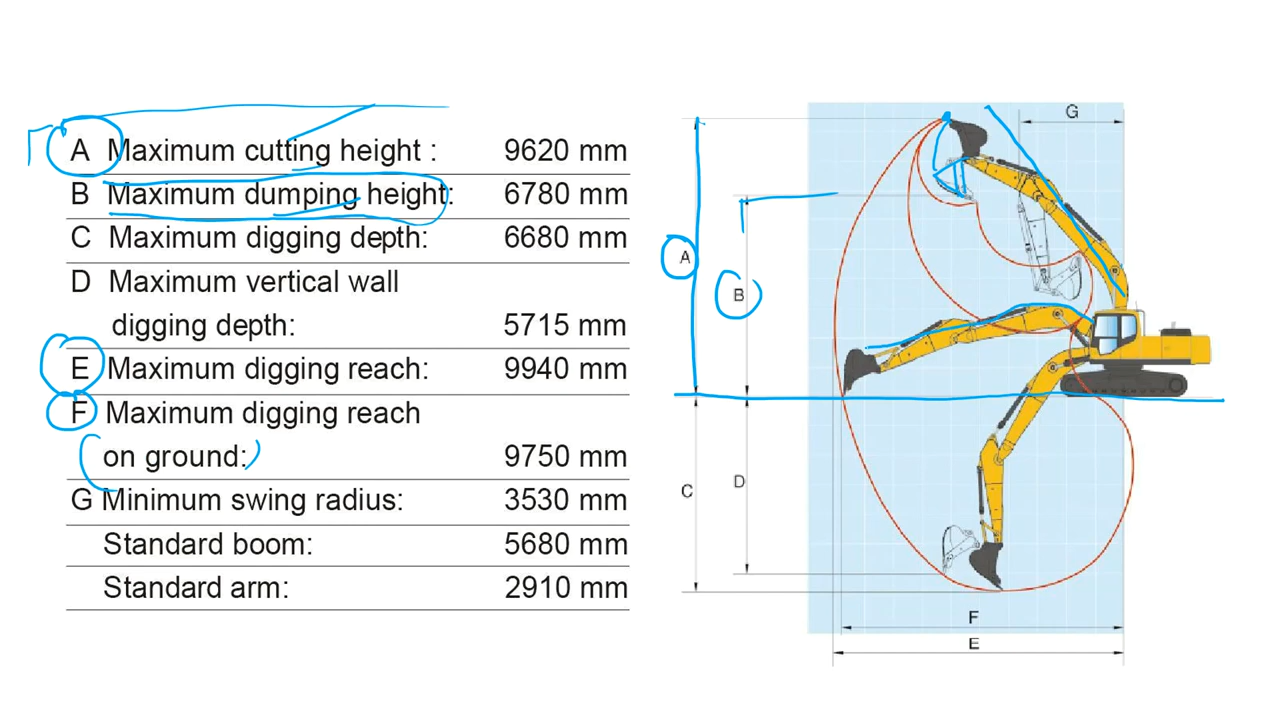 A Maximum cutting height : 9620 mm
B Maximum dumping height: 6780 mm
C Maximum digging depth: 6680 mm
D Maximum vertical wall
digging depth: 5715 mm
E Maximum digging reach: 9940 mm
F Maximum digging reach
on ground: 9750 mm
G Minimum swing radius: 3530 mm
Standard boom: 5680 mm
Standard arm: 2910 mm
G
A
B
C
D
F
E